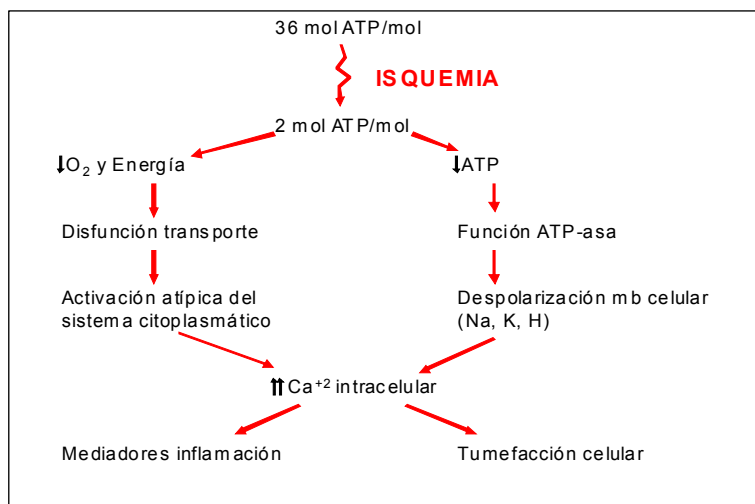 36 mol ATP/mol
ISQUEMIA
2 mol ATP/mol
↓O₂ y Energía
↓ATP
Disfunción transporte
Función ATP-asa
Activación atípica del
sistema citoplasmático
Despolarización mb celular
(Na, K, H)
⇈Ca⁺² intracelular
Mediadores inflamación
Tumefacción celular